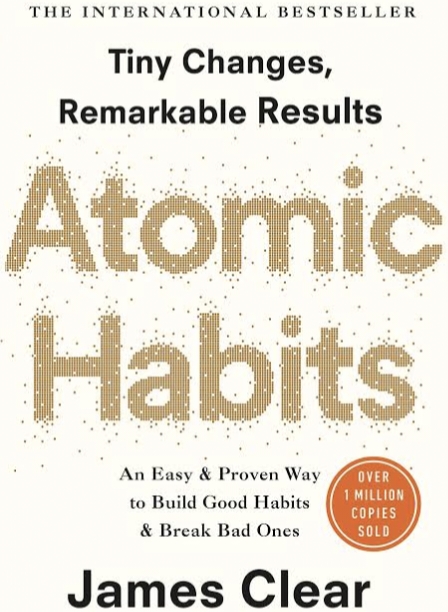 THE INTERNATIONAL BESTSELLER
Tiny Changes,
Remarkable Results
Atomic
Habits
An Easy & Proven Way
to Build Good Habits
& Break Bad Ones
OVER
1 MILLION
COPIES
SOLD
James Clear